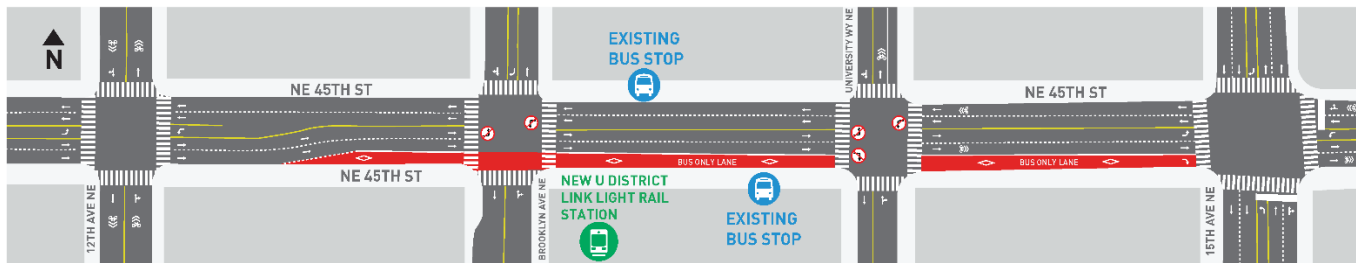 N
NE 45TH ST
EXISTING
BUS STOP
UNIVERSITY WY NE
NE 45TH ST
12TH AVE NE
NE 45TH ST
BROOKLYN AVE NE
NEW U DISTRICT
LINK LIGHT RAIL
STATION
BUS ONLY LANE
EXISTING
BUS STOP
BUS ONLY LANE
15TH AVE NE